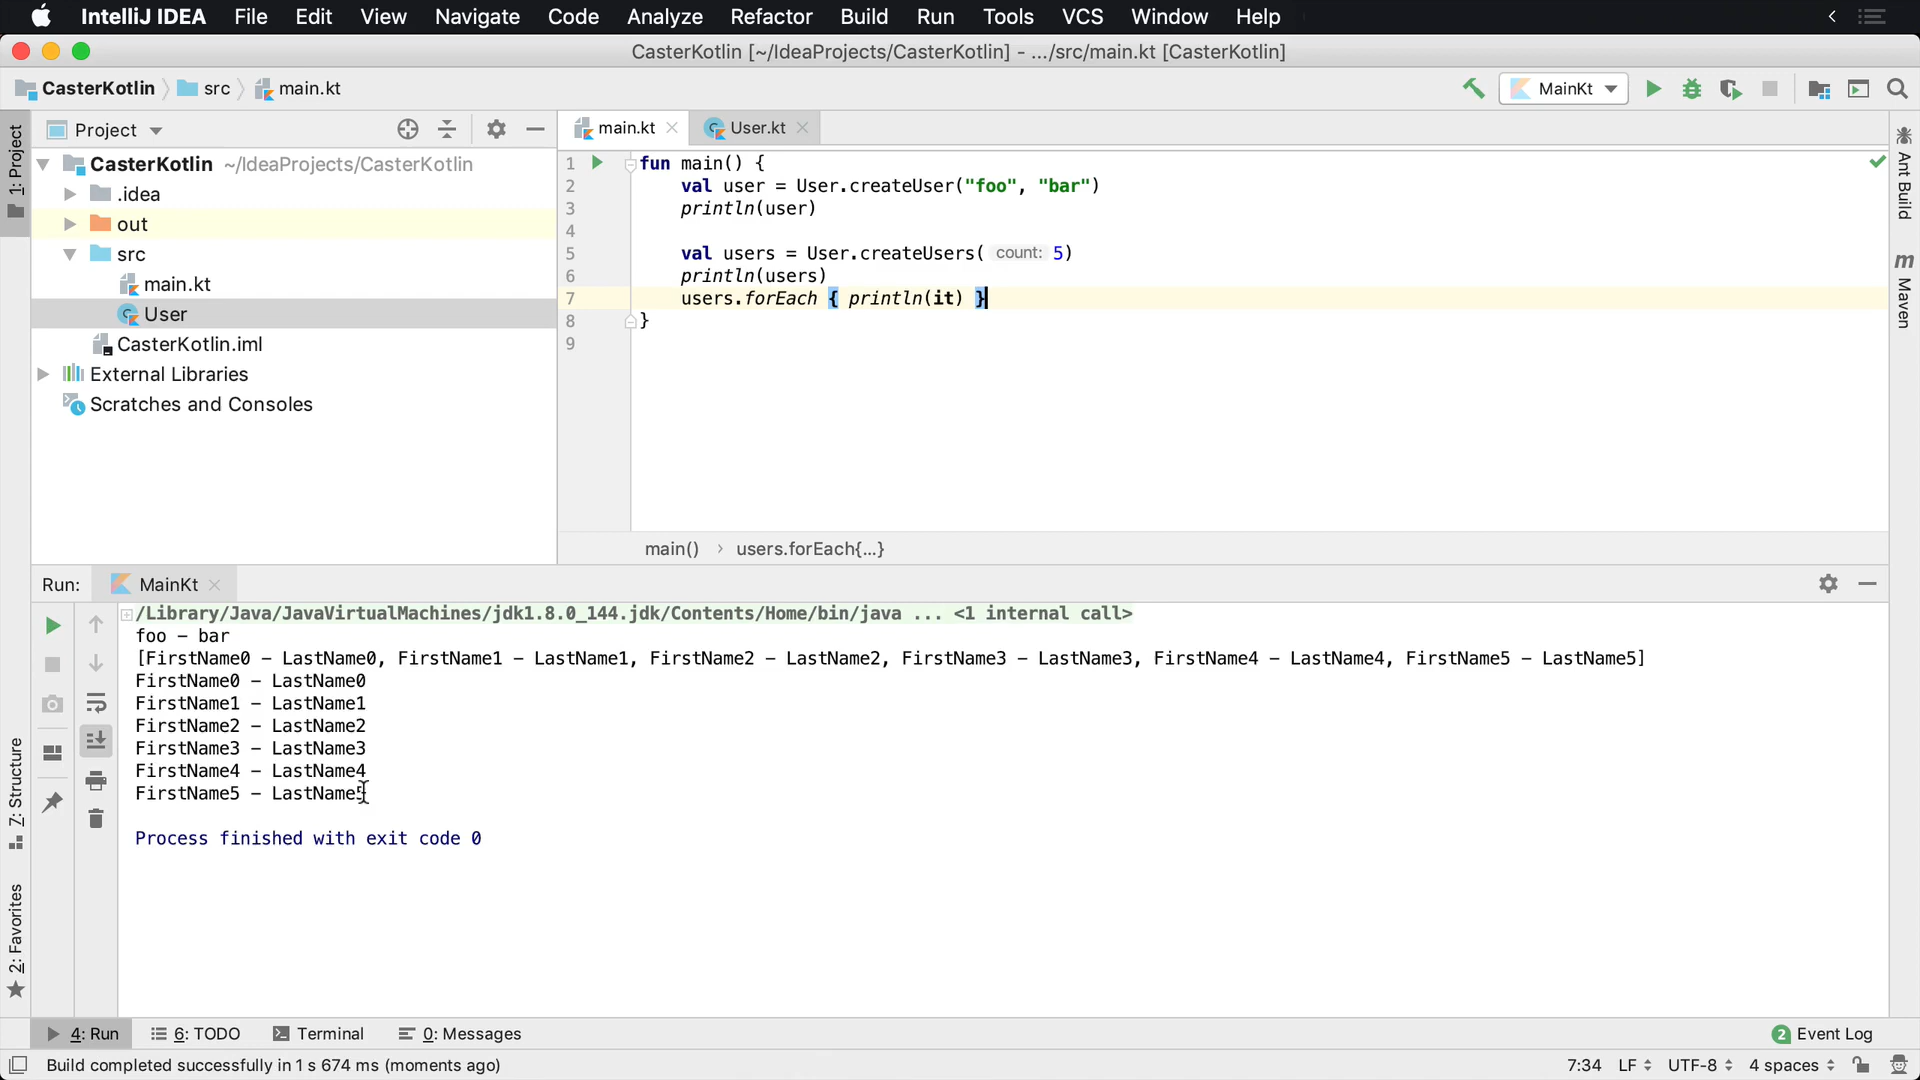 IntelliJ IDEA File Edit View Navigate Code Analyze Refactor Build Run Tools VCS Window Help
CasterKotlin [~/IdeaProjects/CasterKotlin] - .../src/main.kt [CasterKotlin]
CasterKotlin src main.kt MainKt
1: Project
Project
CasterKotlin ~/IdeaProjects/CasterKotlin
.idea
out
src
main.kt
User
CasterKotlin.iml
External Libraries
Scratches and Consoles
main.kt User.kt
1 fun main() {
2 val user = User.createUser("foo", "bar")
3 println(user)
4
5 val users = User.createUsers( count: 5)
6 println(users)
7 users.forEach { println(it) }
8 }
9
main() › users.forEach{...}
Ant Build
m Maven
Run: MainKt
/Library/Java/JavaVirtualMachines/jdk1.8.0_144.jdk/Contents/Home/bin/java ... <1 internal call>
foo - bar
[FirstName0 - LastName0, FirstName1 - LastName1, FirstName2 - LastName2, FirstName3 - LastName3, FirstName4 - LastName4, FirstName5 - LastName5]
FirstName0 - LastName0
FirstName1 - LastName1
FirstName2 - LastName2
FirstName3 - LastName3
FirstName4 - LastName4
FirstName5 - LastName5
Process finished with exit code 0
Z: Structure
2: Favorites
4: Run 6: TODO Terminal 0: Messages 2 Event Log
Build completed successfully in 1 s 674 ms (moments ago) 7:34 LF UTF-8 4 spaces